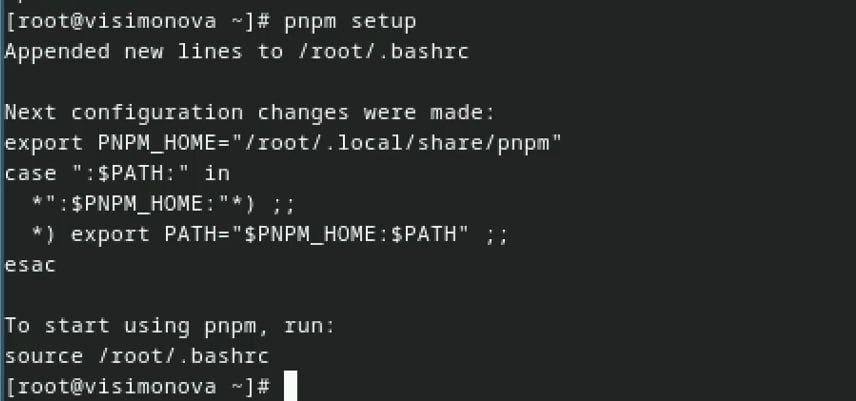 [root@visimonova ~]# pnpm setup
Appended new lines to /root/.bashrc

Next configuration changes were made:
export PNPM_HOME="/root/.local/share/pnpm"
case ":$PATH:" in
  *":$PNPM_HOME:"*) ;;
  *) export PATH="$PNPM_HOME:$PATH" ;;
esac

To start using pnpm, run:
source /root/.bashrc
[root@visimonova ~]#